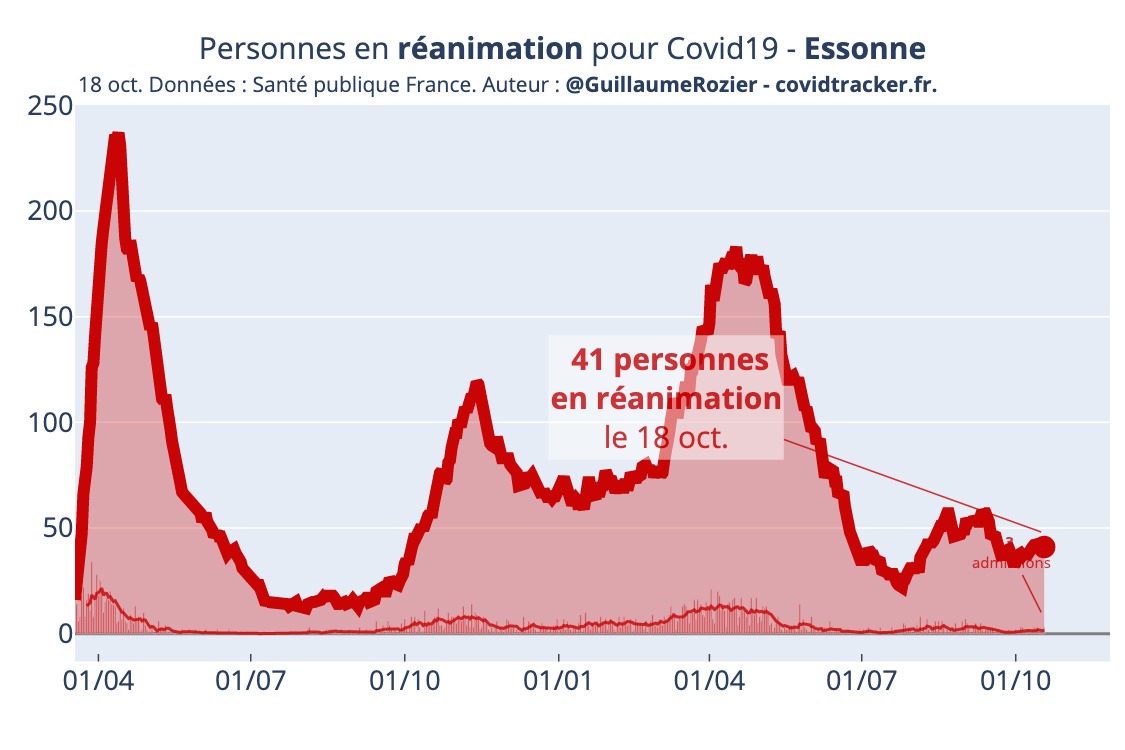 Personnes en réanimation pour Covid19 - Essonne
18 oct. Données : Santé publique France. Auteur : @GuillaumeRozier - covidtracker.fr.
250
200
150
100
50
0
41 personnes
en réanimation
le 18 oct.
admissions
01/04
01/07
01/10
01/01
01/04
01/07
01/10